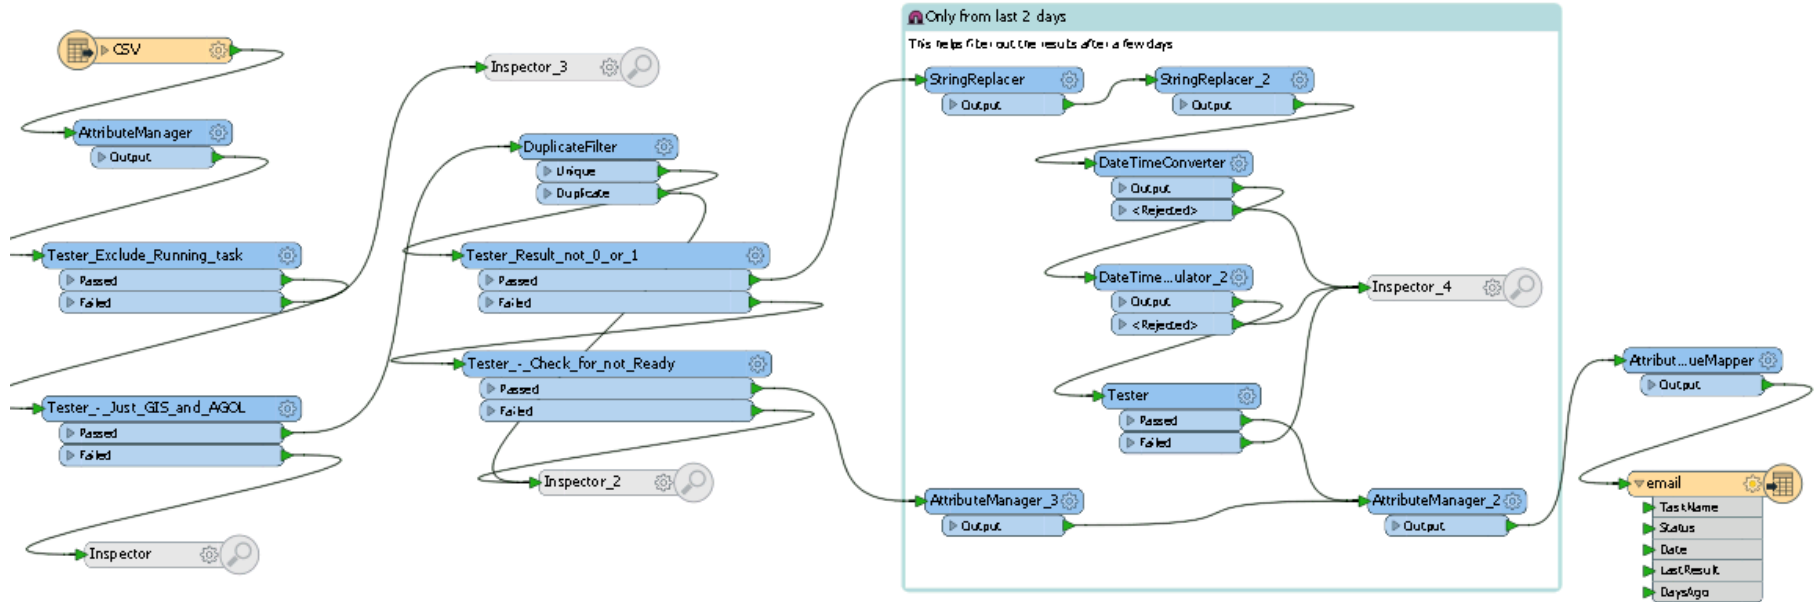 CSV
AttributeManager
Output
Tester_Exclude_Running_task
Passed
Failed
Tester_-_Just_GIS_and_AGOL
Passed
Failed
Inspector
Inspector_3
DuplicateFilter
Unique
Duplicate
Tester_Result_not_0_or_1
Passed
Failed
Tester_-_Check_for_not_Ready
Passed
Failed
Inspector_2
Only from last 2 days
This helps filter out the results after a few days
StringReplacer
Output
StringReplacer_2
Output
DateTimeConverter
Output
<Rejected>
DateTime...ulator_2
Output
<Rejected>
Inspector_4
Tester
Passed
Failed
AttributeManager_3
Output
AttributeManager_2
Output
Attribut...ueMapper
Output
email
TaskName
Status
Date
LastResult
DaysAgo